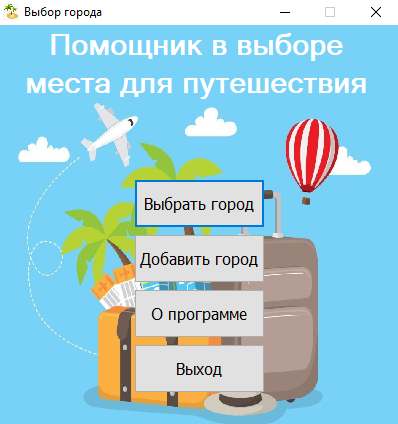 Выбор города
Помощник в выборе
места для путешествия
Выбрать город
Добавить город
О программе
Выход